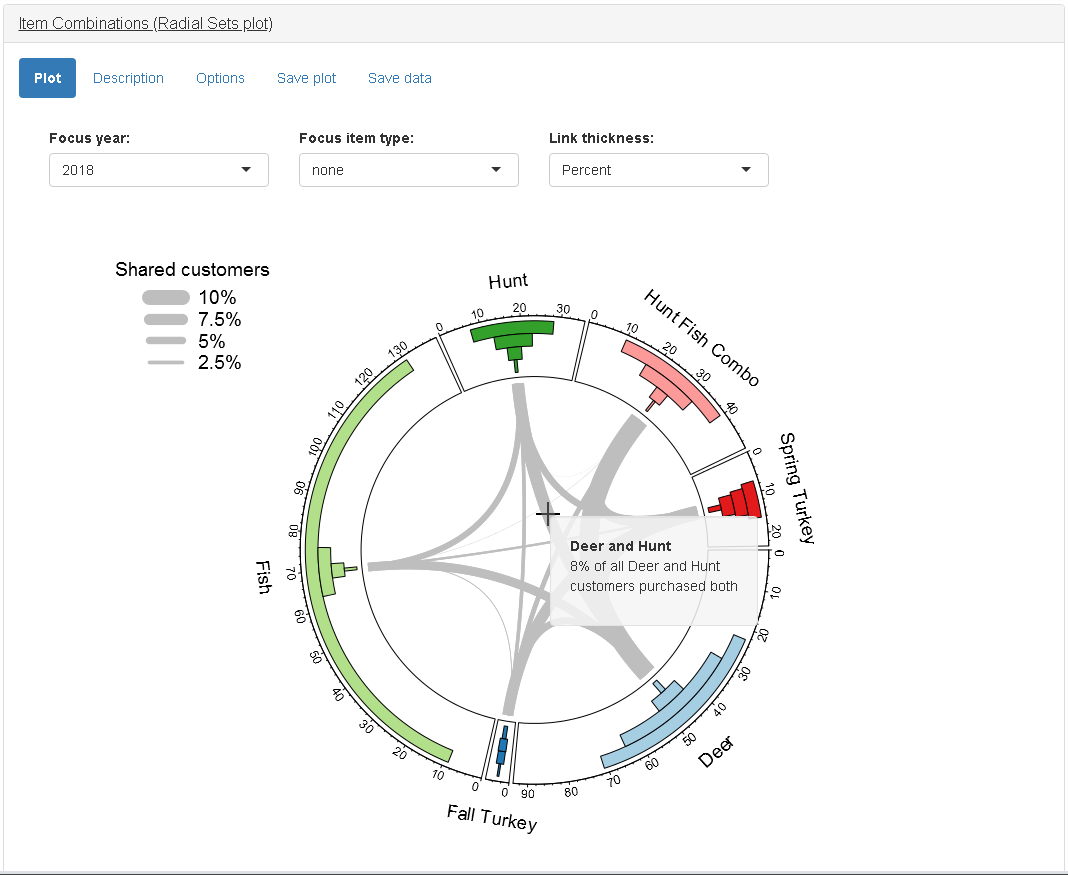 Item Combinations (Radial Sets plot)
Plot Description Options Save plot Save data
Focus year: Focus item type: Link thickness:
2018 none Percent
Shared customers
10%
7.5%
5%
2.5%
Hunt
0 10 20 30
Hunt Fish Combo
0 10 20 30 40
Spring Turkey
0 10 20
Deer
0 10 20 30 40 50 60 70 80 90
Fall Turkey
0
Fish
0 10 20 30 40 50 60 70 80 90 100 110 120 130
Deer and Hunt
8% of all Deer and Hunt
customers purchased both